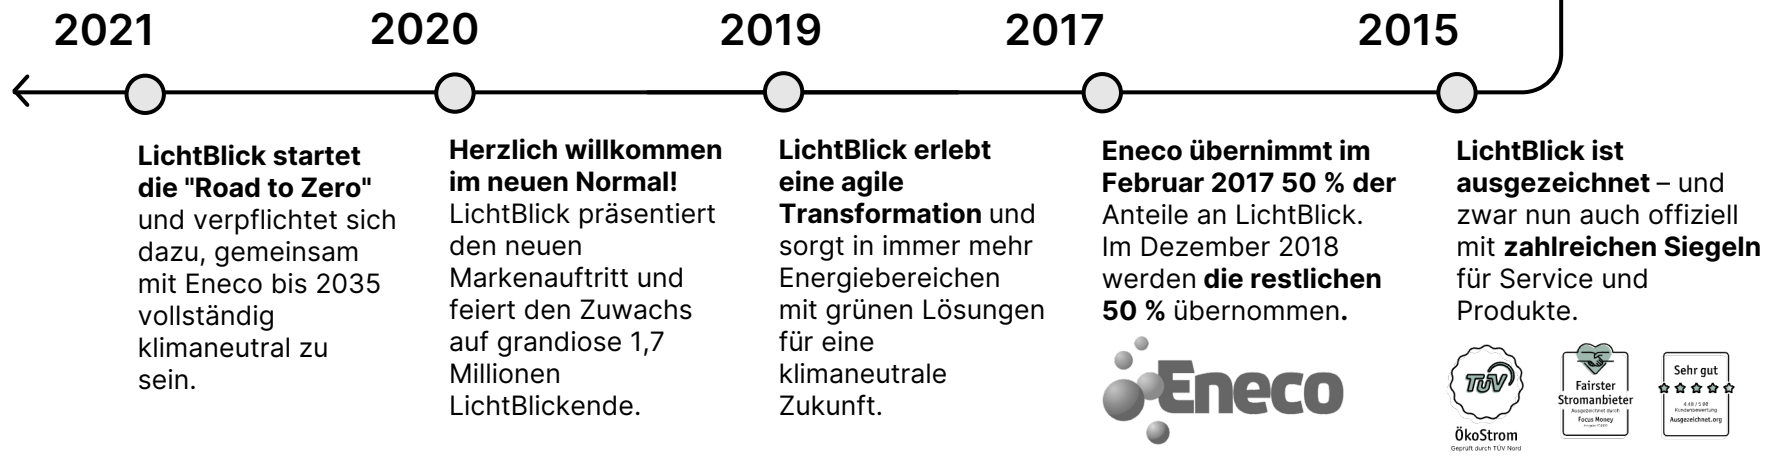 2021
LichtBlick startet
die "Road to Zero"
und verpflichtet sich
dazu, gemeinsam
mit Eneco bis 2035
vollständig
klimaneutral zu
sein.
2020
Herzlich willkommen
im neuen Normal!
LichtBlick präsentiert
den neuen
Markenauftritt und
feiert den Zuwachs
auf grandiose 1,7
Millionen
LichtBlickende.
2019
LichtBlick erlebt
eine agile
Transformation und
sorgt in immer mehr
Energiebereichen
mit grünen Lösungen
für eine
klimaneutrale
Zukunft.
2017
Eneco übernimmt im
Februar 2017 50 % der
Anteile an LichtBlick.
Im Dezember 2018
werden die restlichen
50 % übernommen.
Eneco
2015
LichtBlick ist
ausgezeichnet – und
zwar nun auch offiziell
mit zahlreichen Siegeln
für Service und
Produkte.
TÜV
ÖkoStrom
Geprüft durch TÜV Nord
Fairster
Stromanbieter
Ausgezeichnet durch
Focus Money
Sehr gut
Kundenbewertung
Ausgezeichnet.org